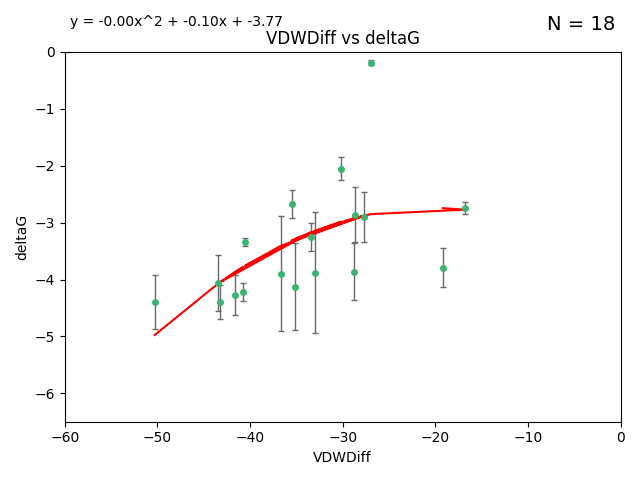 y = -0.00x^2 + -0.10x + -3.77
N = 18
VDWDiff vs deltaG
0
−1
−2
−3
−4
−5
−6
deltaG
−60 −50 −40 −30 −20 −10 0
VDWDiff